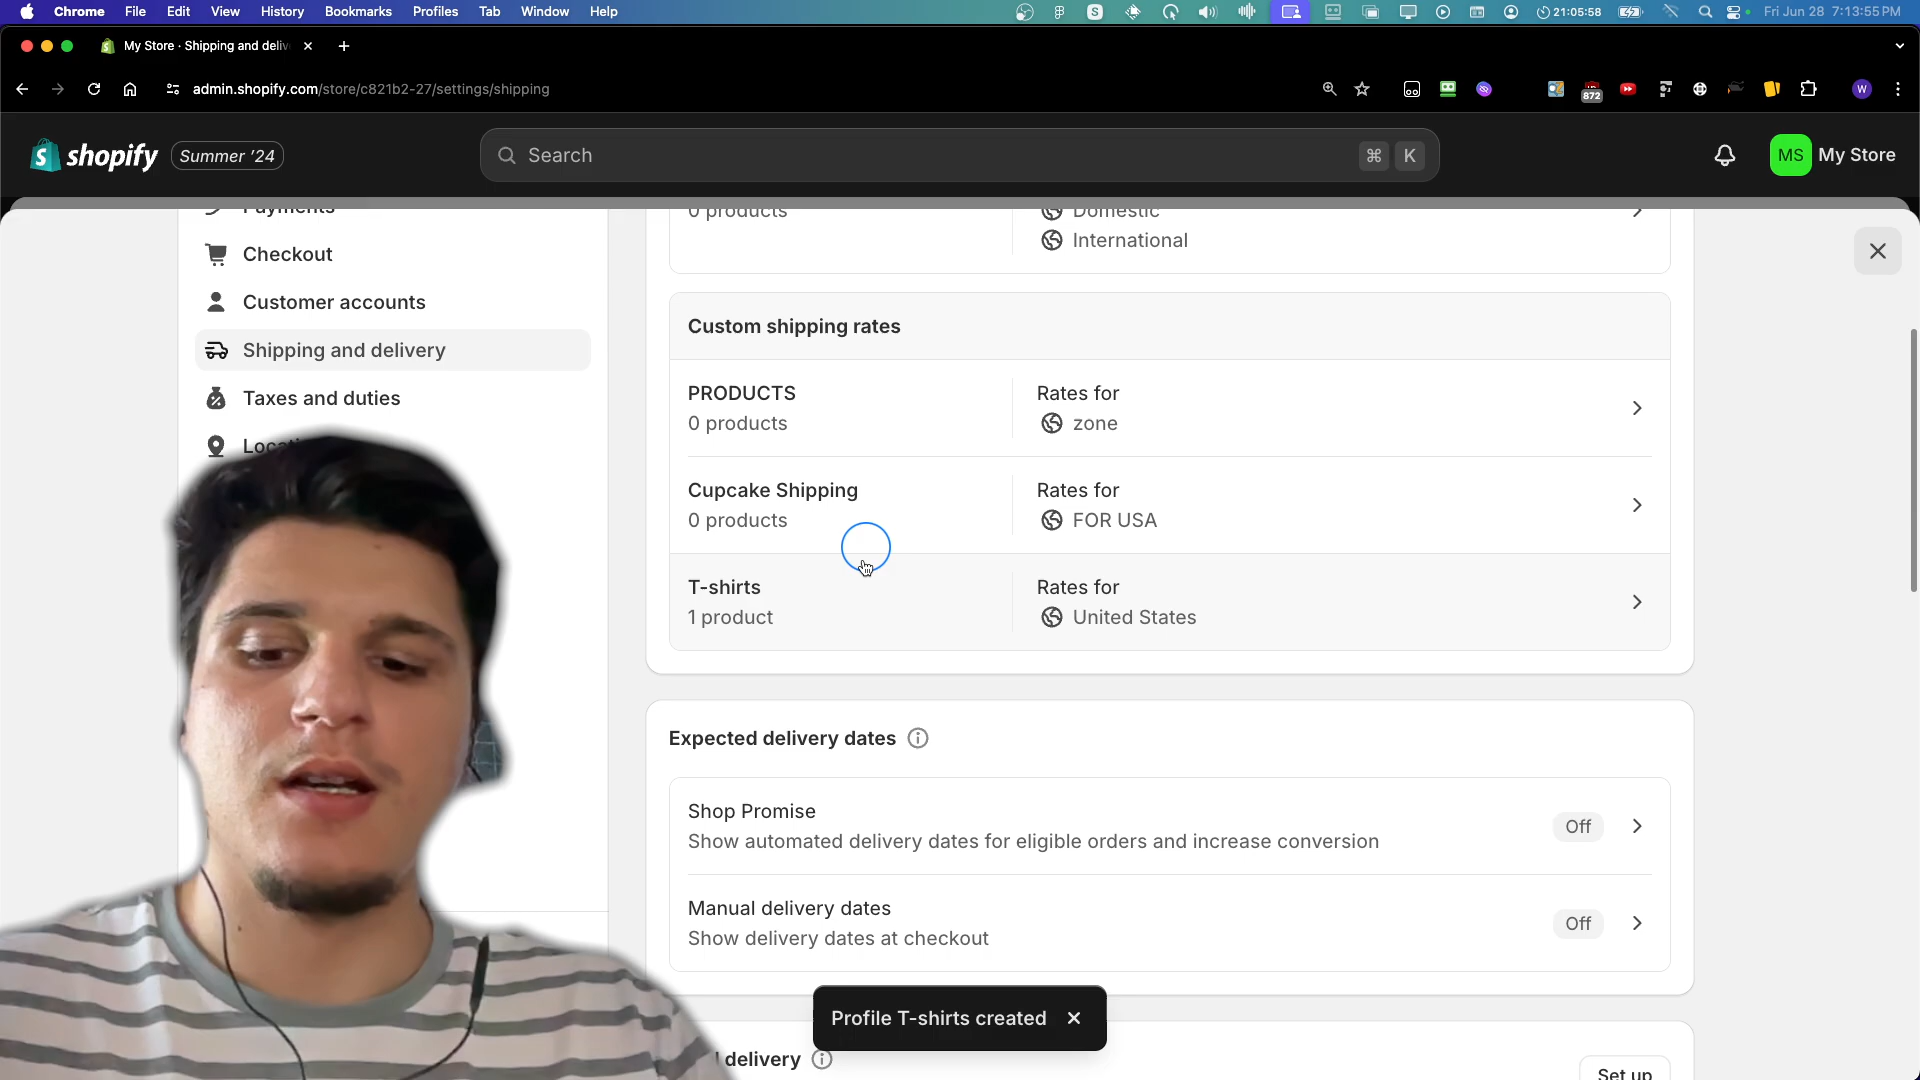 Chrome File Edit View History Bookmarks Profiles Tab Window Help 21:05:58 Fri Jun 28 7:13:55 PM
My Store · Shipping and deliv
admin.shopify.com/store/c821b2-27/settings/shipping 872 W
shopify Summer '24 Search ⌘ K MS My Store
Payments
Checkout
Customer accounts
Shipping and delivery
Taxes and duties
0 products
Domestic
International
Custom shipping rates
PRODUCTS
0 products
Rates for
zone
Cupcake Shipping
0 products
Rates for
FOR USA
T-shirts
1 product
Rates for
United States
Expected delivery dates
Shop Promise
Show automated delivery dates for eligible orders and increase conversion
Off
Manual delivery dates
Show delivery dates at checkout
Off
Profile T-shirts created
delivery
Set up